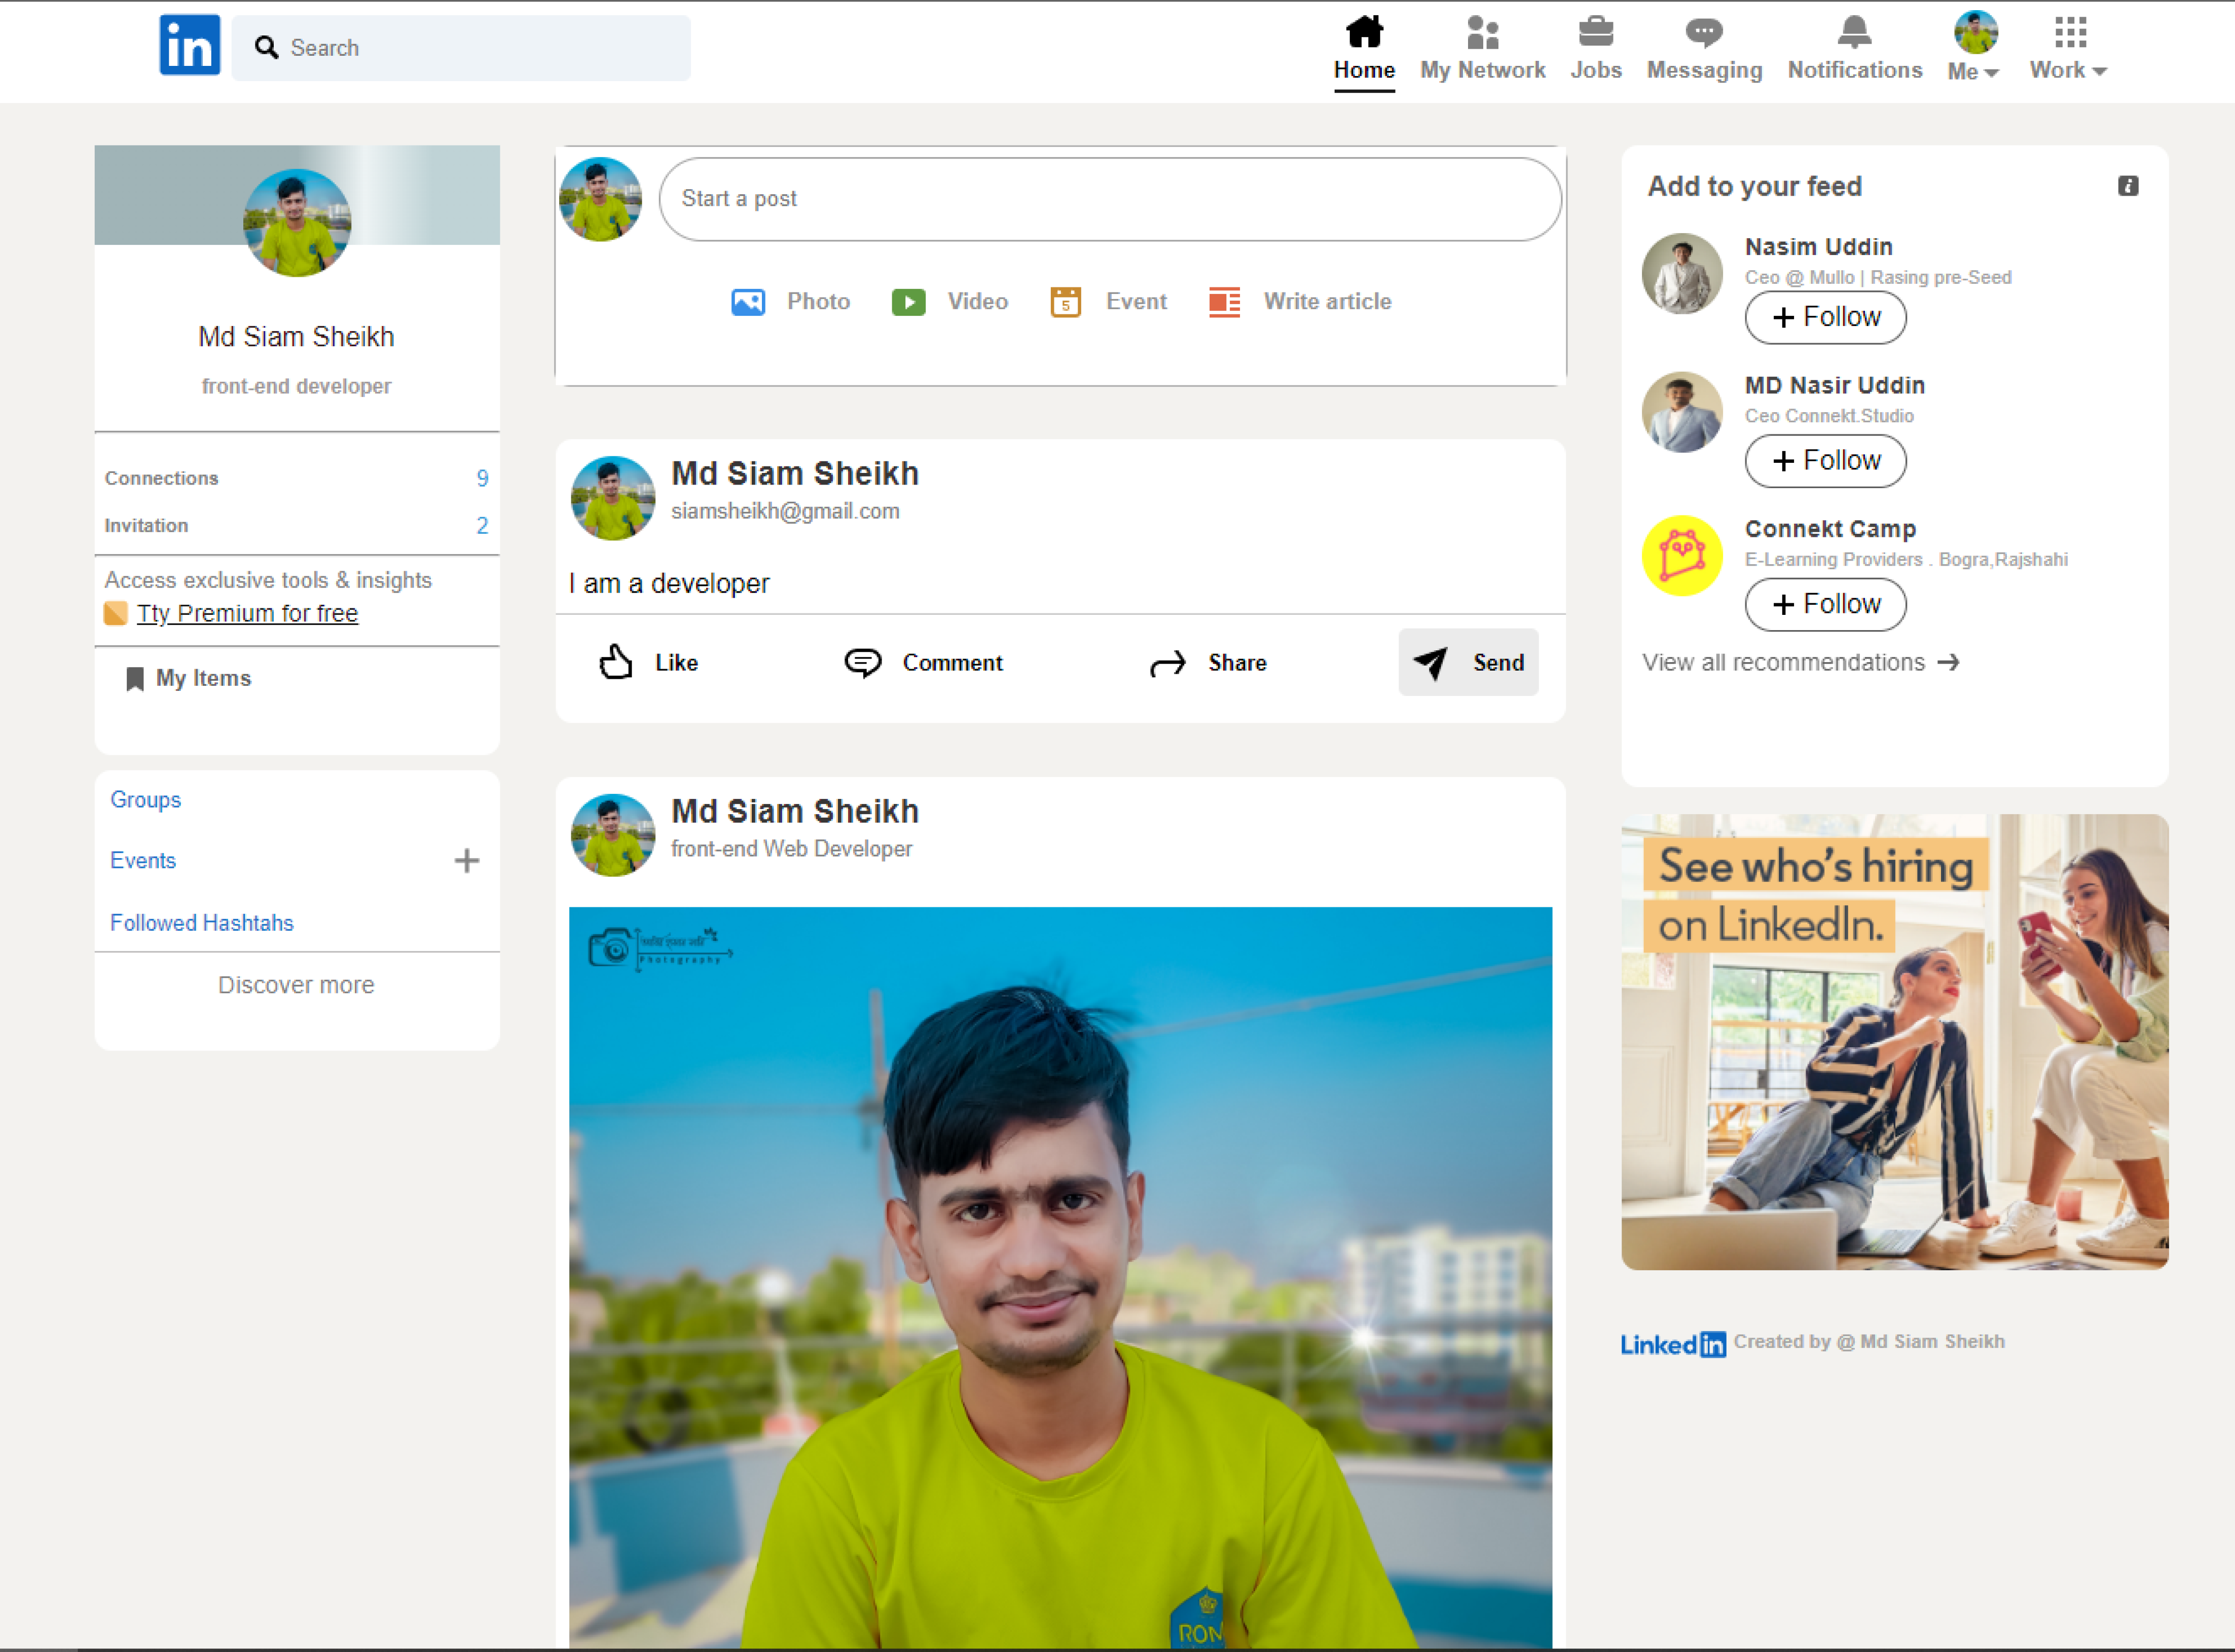 in
Search
Home
My Network
Jobs
Messaging
Notifications
Me
Work
Md Siam Sheikh
front-end developer
Connections 9
Invitation 2
Access exclusive tools & insights
Tty Premium for free
My Items
Groups
Events
Followed Hashtahs
Discover more
Start a post
Photo
Video
5
Event
Write article
Md Siam Sheikh
siamsheikh@gmail.com
I am a developer
Like
Comment
Share
Send
Md Siam Sheikh
front-end Web Developer
Photography
RON
Add to your feed
Nasim Uddin
Ceo @ Mullo | Rasing pre-Seed
+ Follow
MD Nasir Uddin
Ceo Connekt.Studio
+ Follow
Connekt Camp
E-Learning Providers . Bogra,Rajshahi
+ Follow
View all recommendations →
See who's hiring
on LinkedIn.
Linked in Created by @ Md Siam Sheikh